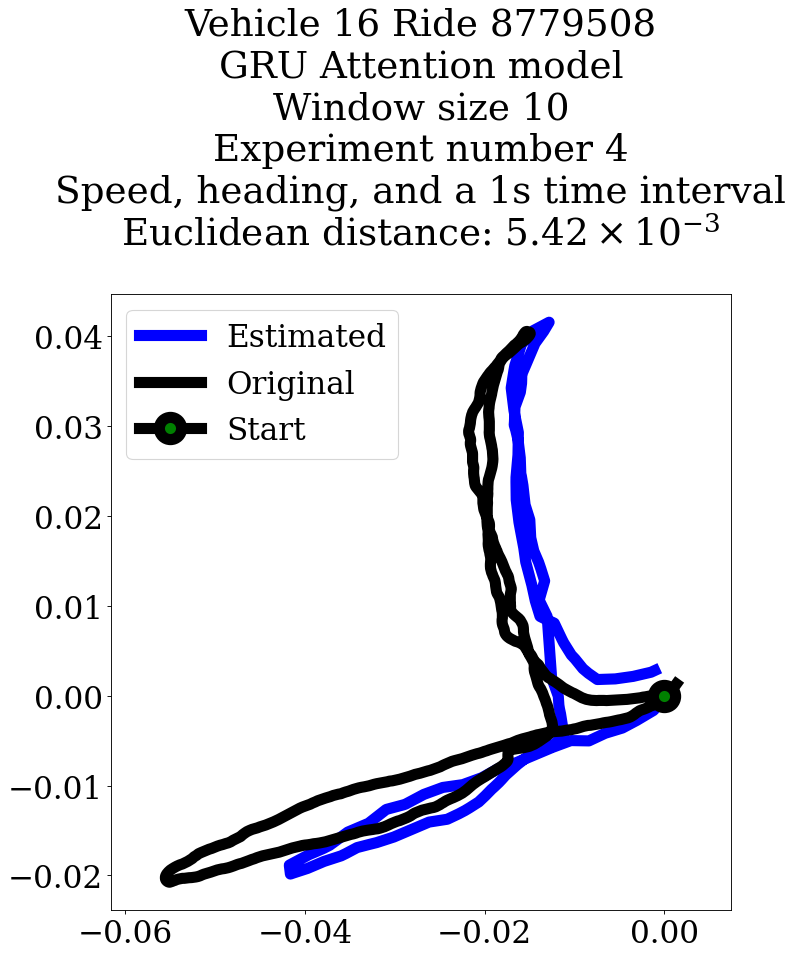 Vehicle 16 Ride 8779508
GRU Attention model
Window size 10
Experiment number 4
Speed, heading, and a 1s time interval
Euclidean distance: 5.42 × 10⁻³
Estimated
Original
Start
0.04
0.03
0.02
0.01
0.00
−0.01
−0.02
−0.06 −0.04 −0.02 0.00